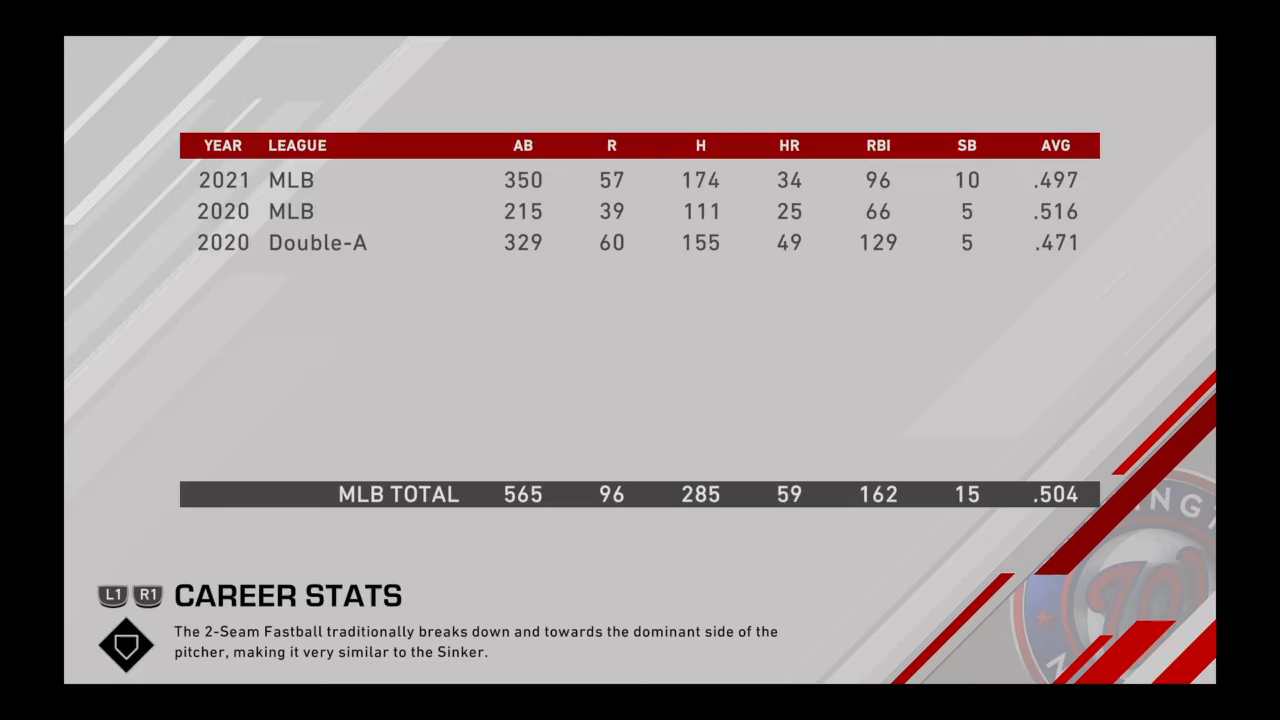 YEAR LEAGUE AB R H HR RBI SB AVG
2021 MLB 350 57 174 34 96 10 .497
2020 MLB 215 39 111 25 66 5 .516
2020 Double-A 329 60 155 49 129 5 .471
MLB TOTAL 565 96 285 59 162 15 .504
L1 R1 CAREER STATS
The 2-Seam Fastball traditionally breaks down and towards the dominant side of the
pitcher, making it very similar to the Sinker.